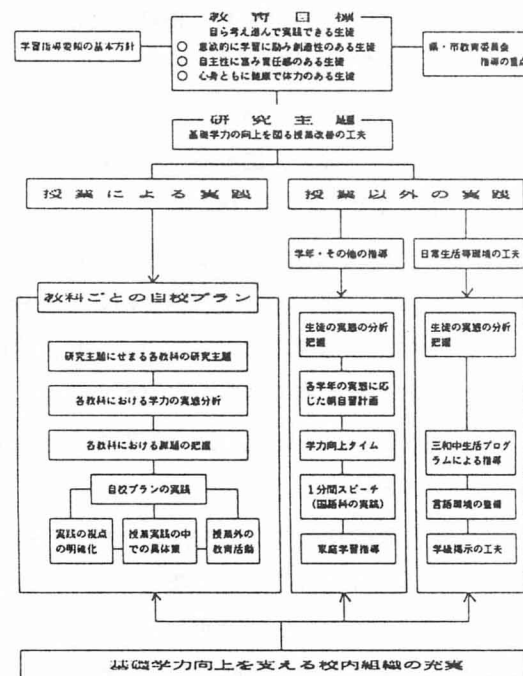 教育目標
自ら考え進んで実践できる生徒
○ 意欲的に学習に励み創造性のある生徒
○ 自主性に富み責任感のある生徒
○ 心身ともに健康で体力のある生徒
学習指導要領の基本方針
県・市教育委員会
指導の重点
研究主題
基礎学力の向上を図る授業改善の工夫
授業による実践
授業以外の実践
学年・その他の指導
日常生活等環境の工夫
教科ごとの自校プラン
研究主題にせまる各教科の研究主題
各教科における学力の実態分析
各教科における課題の把握
自校プランの実践
実践の視点
の明確化
授業実践の中
での具体策
授業外の
教育活動
生徒の実態の分析
把握
各学年の実態に応
じた朝自習計画
学力向上タイム
1分間スピーチ
(国語科の実践)
家庭学習指導
生徒の実態の分析
把握
三和中生活プログ
ラムによる指導
言語環境の整備
学級掲示の工夫
基礎学力向上を支える校内組織の充実